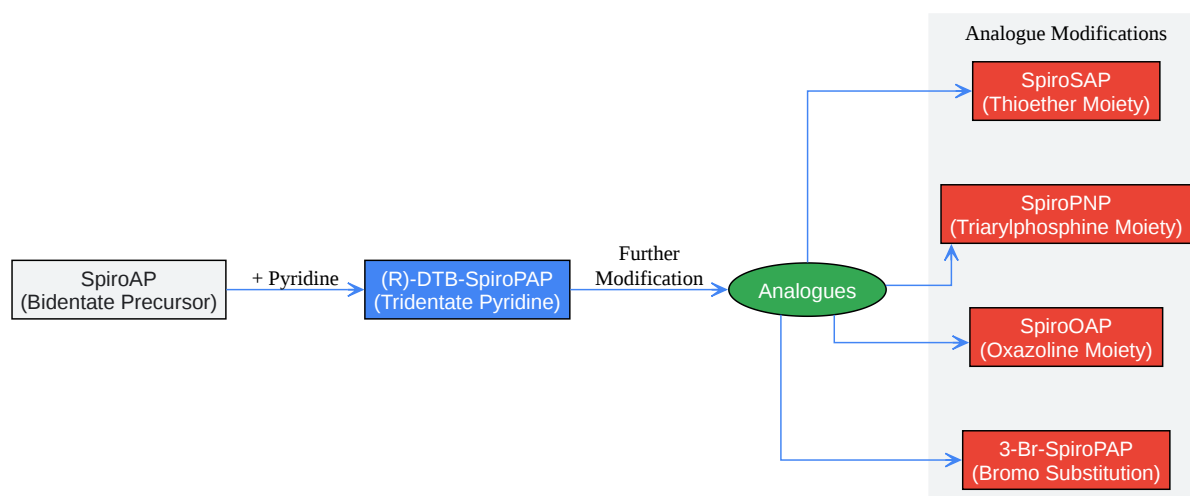 Analogue Modifications
SpiroSAP
(Thioether Moiety)
SpiroPNP
(Triarylphosphine Moiety)
SpiroAP
(Bidentate Precursor)
+ Pyridine
(R)-DTB-SpiroPAP
(Tridentate Pyridine)
Further
Modification
Analogues
SpiroOAP
(Oxazoline Moiety)
3-Br-SpiroPAP
(Bromo Substitution)